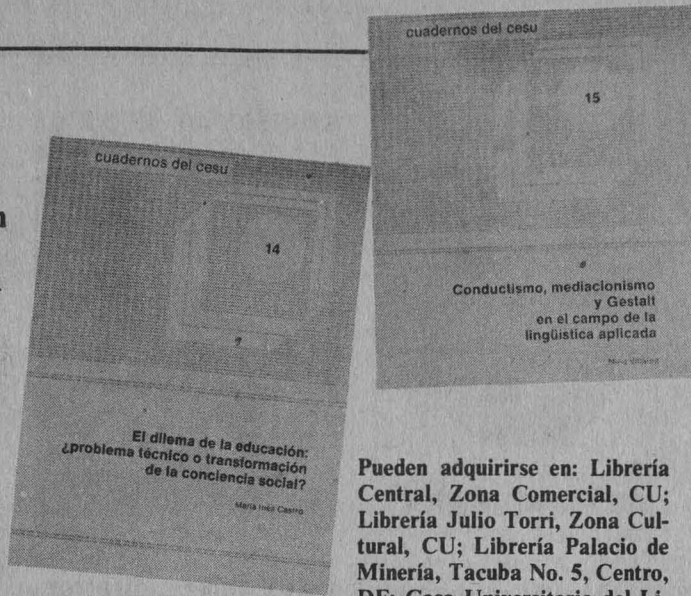 cuadernos del cesu
14
El dilema de la educación:
¿problema técnico o transformación
de la conciencia social?
María Inés Castro
cuadernos del cesu
15
Conductismo, mediacionismo
y Gestalt
en el campo de la
lingüística aplicada
Pueden adquirirse en: Librería
Central, Zona Comercial, CU;
Librería Julio Torri, Zona Cul-
tural, CU; Librería Palacio de
Minería, Tacuba No. 5, Centro,